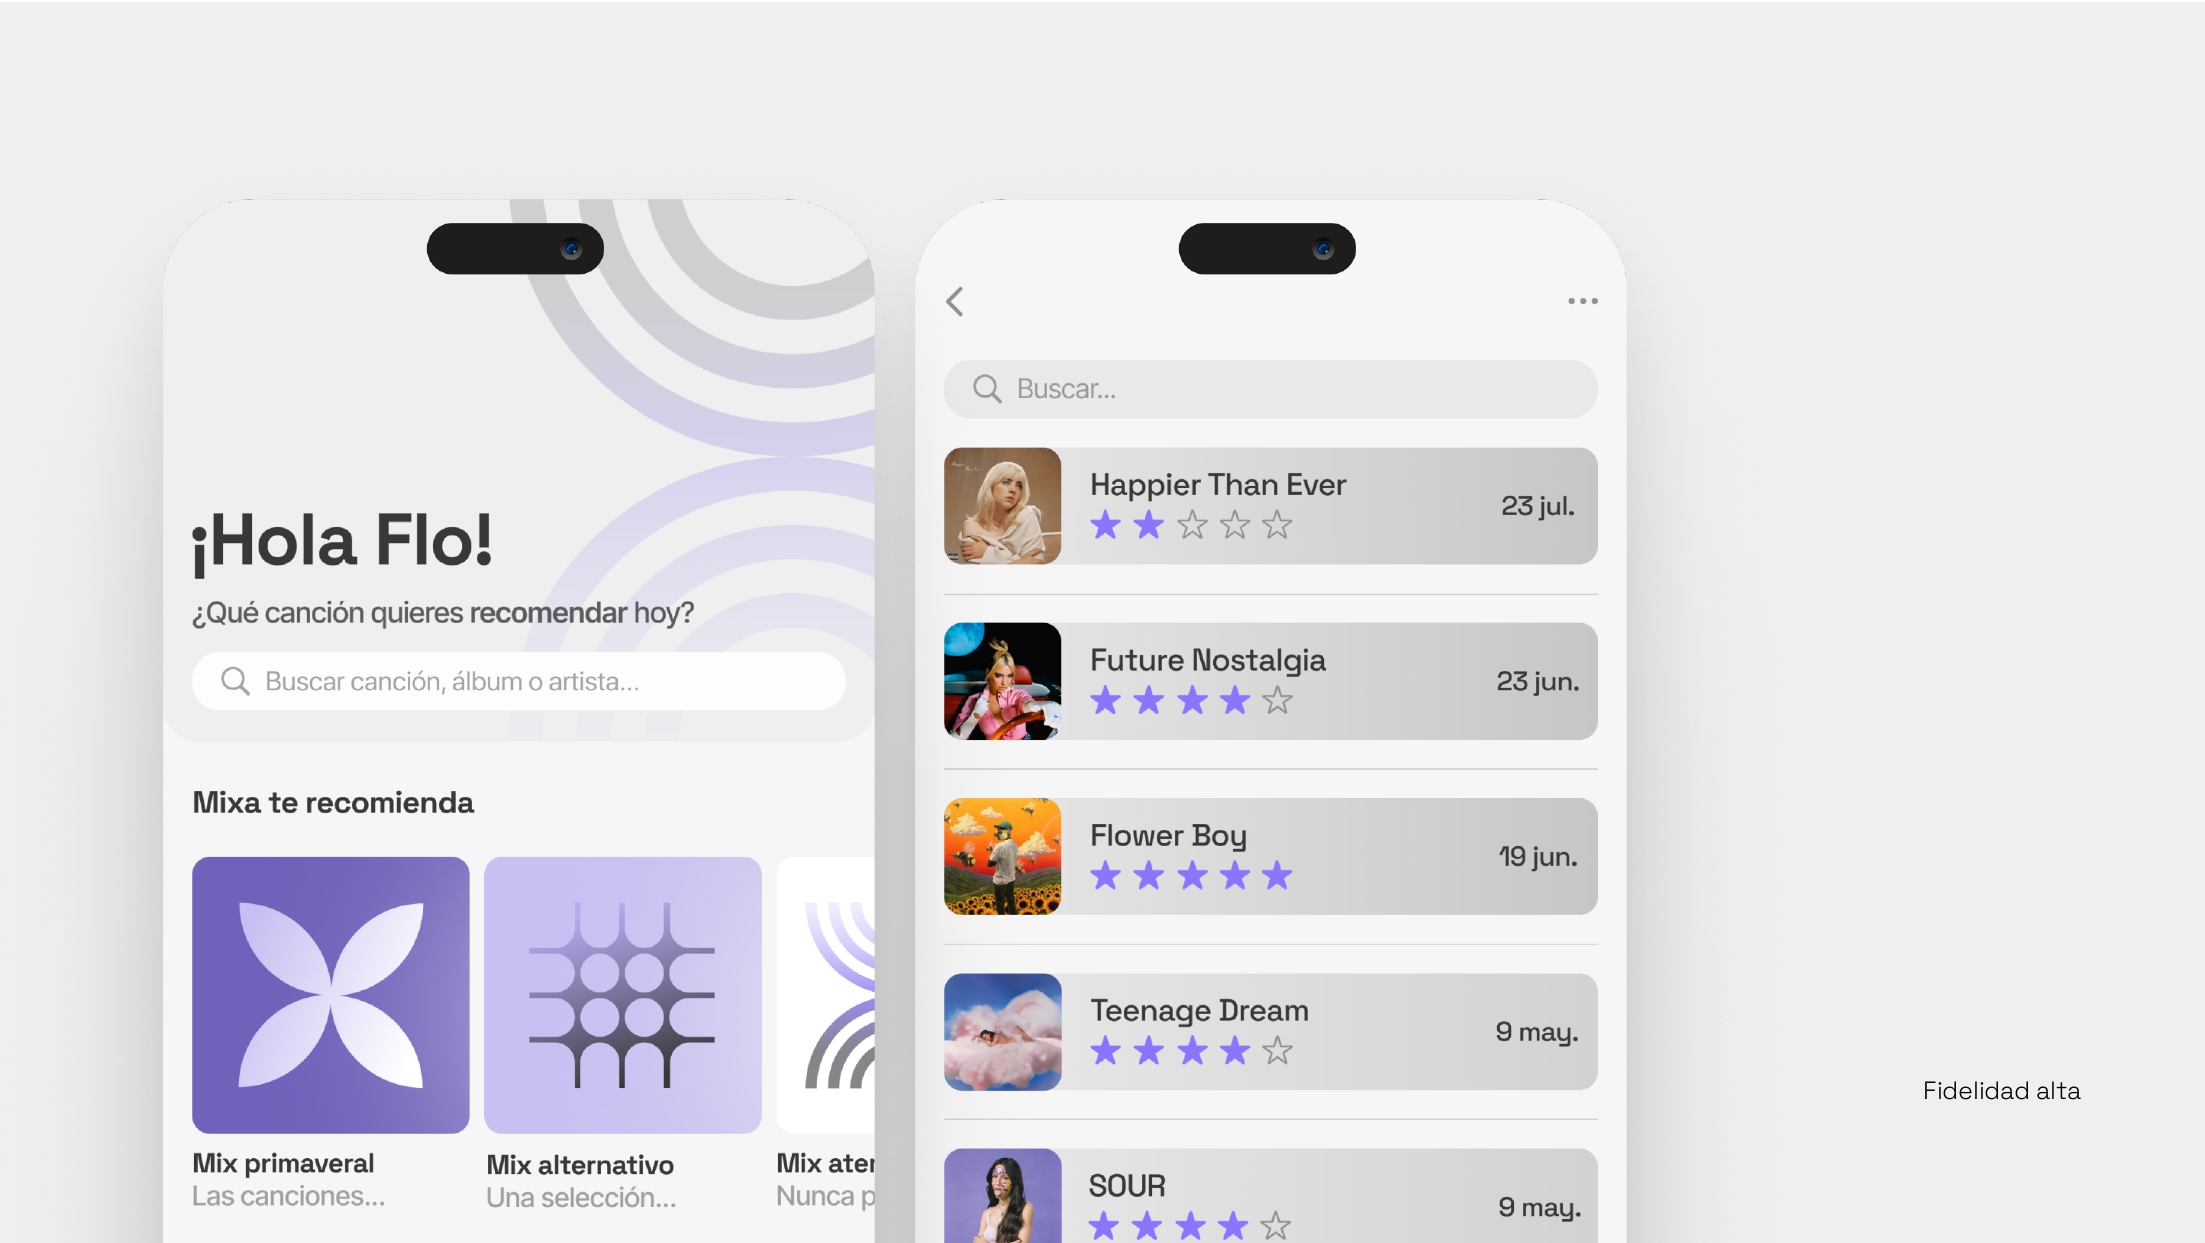 ¡Hola Flo!
¿Qué canción quieres recomendar hoy?
Buscar canción, álbum o artista...
Mixa te recomienda
Mix primaveral
Las canciones...
Mix alternativo
Una selección...
Mix ater
Nunca p
Buscar...
Happier Than Ever
23 jul.
Future Nostalgia
23 jun.
Flower Boy
19 jun.
Teenage Dream
9 may.
SOUR
9 may.
Fidelidad alta